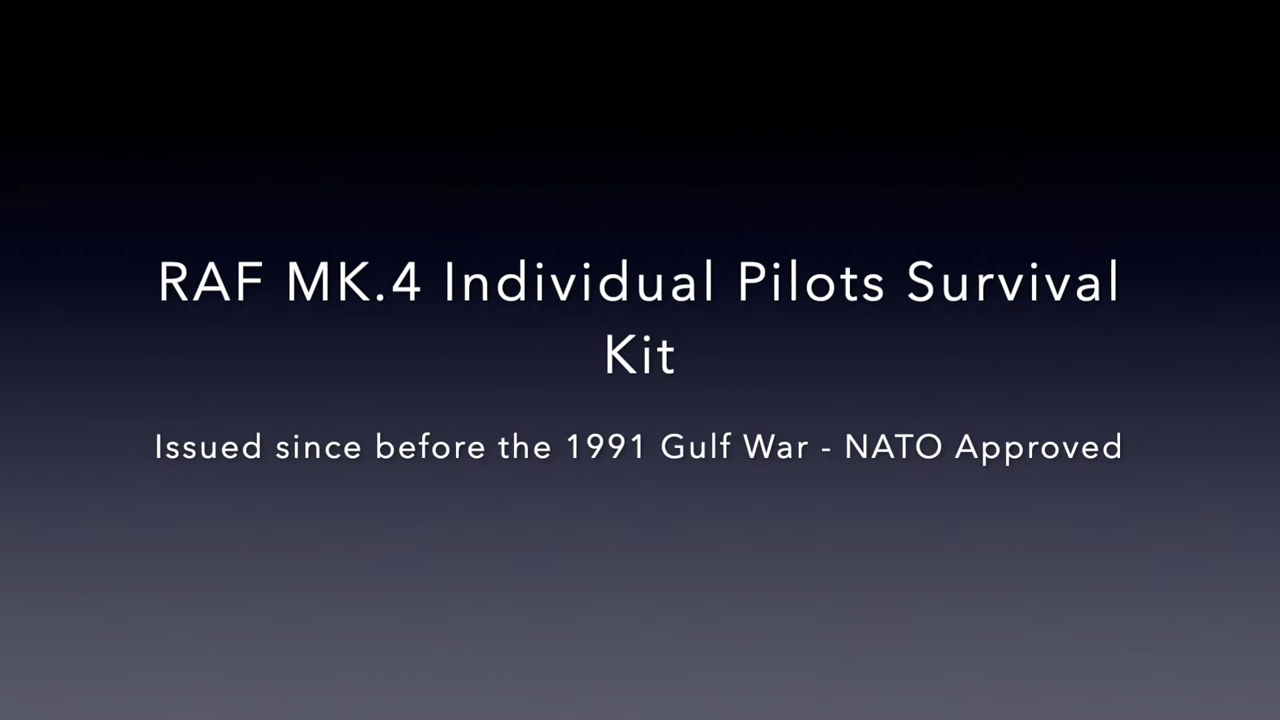 RAF MK.4 Individual Pilots Survival
Kit
Issued since before the 1991 Gulf War - NATO Approved